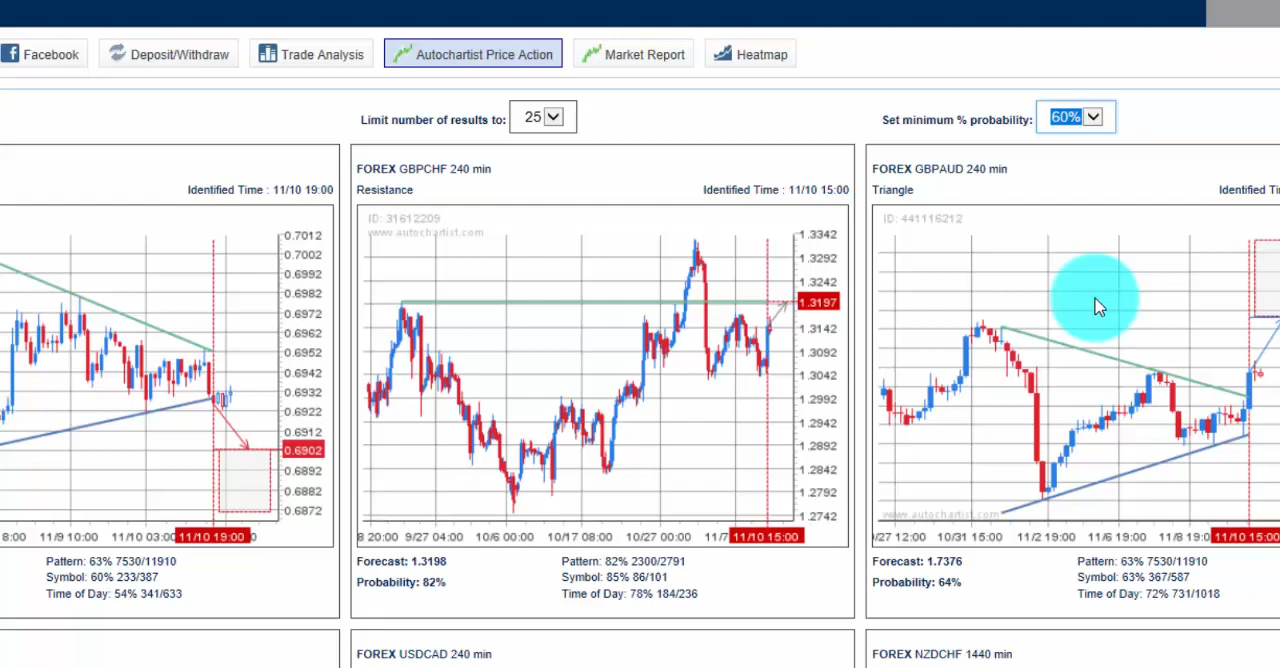 Facebook
Deposit/Withdraw
Trade Analysis
Autochartist Price Action
Market Report
Heatmap
Limit number of results to: 25
Set minimum % probability: 60%
Identified Time : 11/10 19:00
0.7012
0.7002
0.6992
0.6982
0.6972
0.6962
0.6952
0.6942
0.6932
0.6922
0.6912
0.6902
0.6892
0.6882
0.6872
8:00 11/9 10:00 11/10 03:00 11/10 19:00
Pattern: 63% 7530/11910
Symbol: 60% 233/387
Time of Day: 54% 341/633
FOREX GBPCHF 240 min
Resistance Identified Time : 11/10 15:00
ID: 31612209
www.autochartist.com
1.3342
1.3292
1.3242
1.3197
1.3142
1.3092
1.3042
1.2992
1.2942
1.2892
1.2842
1.2792
1.2742
8 20:00 9/27 04:00 10/6 00:00 10/17 08:00 10/27 00:00 11/7 11/10 15:00
Forecast: 1.3198 Pattern: 82% 2300/2791
Probability: 82% Symbol: 85% 86/101
Time of Day: 78% 184/236
FOREX GBPAUD 240 min
Triangle Identified Ti
ID: 441116212
www.autochartist.com
/27 12:00 10/31 15:00 11/2 19:00 11/6 19:00 11/8 19:0 11/10 15:00
Forecast: 1.7376 Pattern: 63% 7530/11910
Probability: 64% Symbol: 63% 367/587
Time of Day: 72% 731/1018
FOREX USDCAD 240 min
FOREX NZDCHF 1440 min